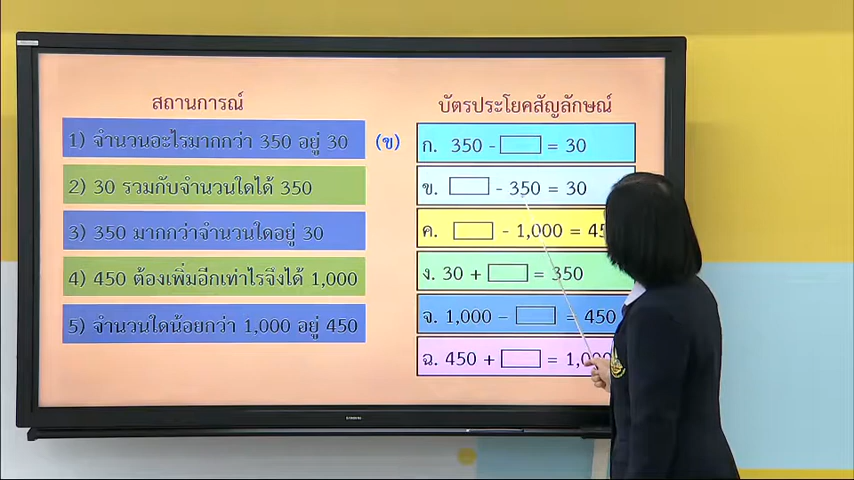 สถานการณ์
1) จำนวนอะไรมากกว่า 350 อยู่ 30 (ข)
2) 30 รวมกับจำนวนใดได้ 350
3) 350 มากกว่าจำนวนใดอยู่ 30
4) 450 ต้องเพิ่มอีกเท่าไรจึงได้ 1,000
5) จำนวนใดน้อยกว่า 1,000 อยู่ 450
บัตรประโยคสัญลักษณ์
ก. 350 - □ = 30
ข. □ - 350 = 30
ค. □ - 1,000 = 45
ง. 30 + □ = 350
จ. 1,000 – □ = 450
ฉ. 450 + □ = 1,000